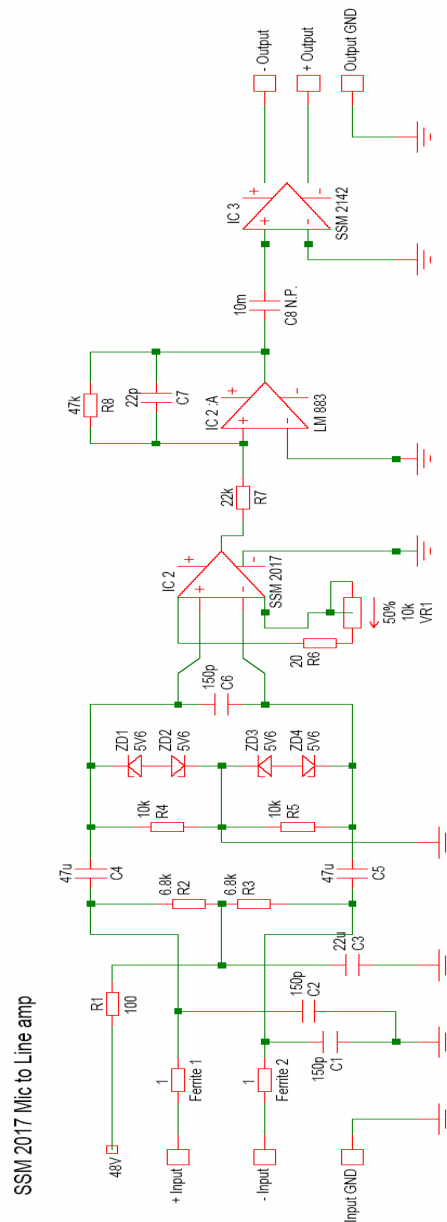 SSM 2017 Mic to Line amp
48V
R1
100
+ Input
1
Ferrite 1
- Input
1
Ferrite 2
Input GND
150p
C1
150p
C2
22u
C3
47u
C4
6.8k
R2
6.8k
R3
47u
C5
10k
R4
10k
R5
ZD1
5V6
ZD2
5V6
ZD3
5V6
ZD4
5V6
150p
C6
IC 2
+
-
SSM 2017
20
R6
50%
10k
VR1
22k
R7
47k
R8
22p
C7
IC 2 :A
+
-
LM 883
10m
C8 N.P.
IC 3
+
-
SSM 2142
- Output
+ Output
Output GND